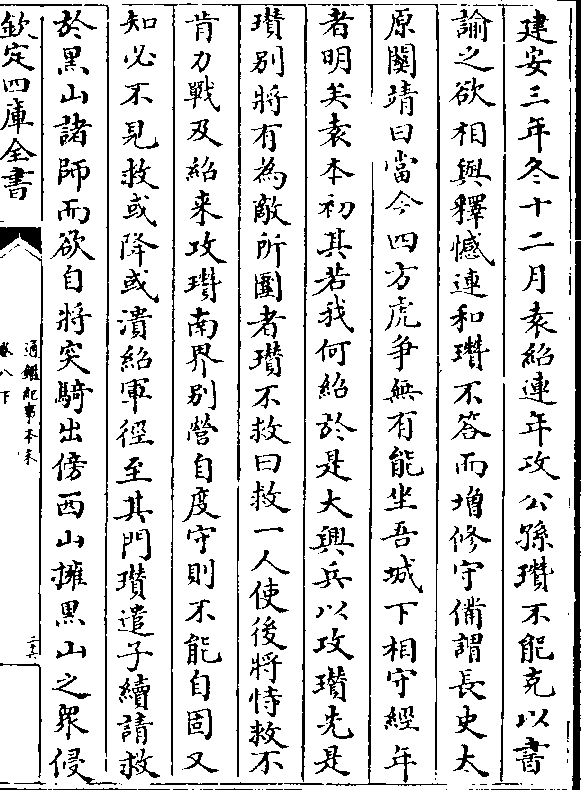 建安三年冬十二月袁紹連年攻公孫瓚不能克以書
諭之欲相與釋憾連和瓚不答而增修守備謂長史太
原關靖曰當今四方虎爭無有能坐吾城下相守經年
者明矣袁本初其若我何紹於是大興兵以攻瓚先是
瓚别將有為敵所圍者瓚不救曰救一人使後將恃救不
肯力戰及紹来攻瓚南界别營自度守則不能自固又
知必不見救或降或潰紹軍徑至其門瓚遣子續請救
於黒山諸帥而欲自將突騎出傍西山擁黒山之衆侵
欽定四庫全書
通鑑紀事本末
卷八下